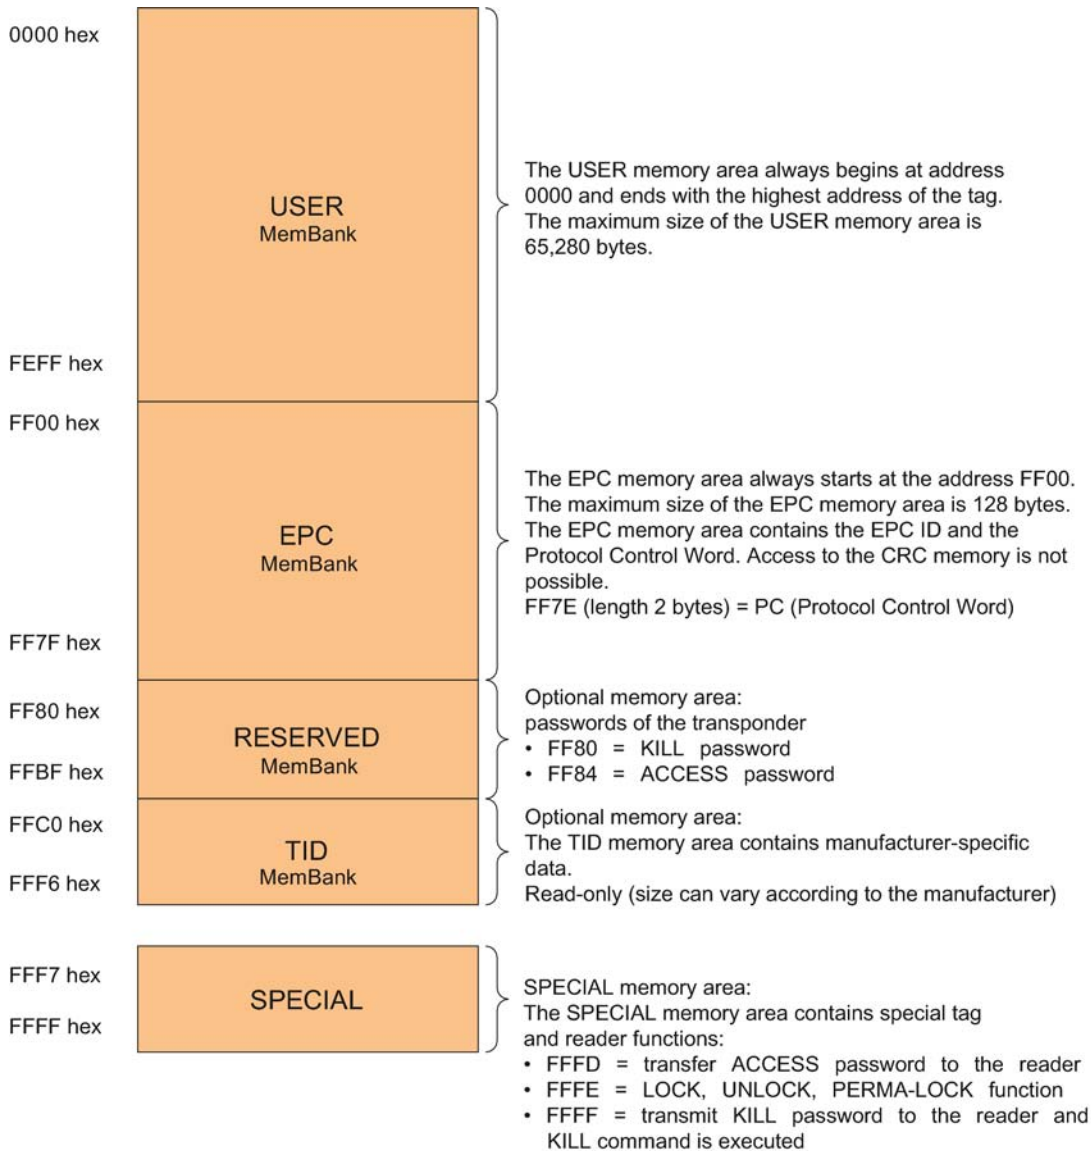 0000 hex
USER
MemBank
The USER memory area always begins at address
0000 and ends with the highest address of the tag.
The maximum size of the USER memory area is
65,280 bytes.
FEFF hex
FF00 hex
EPC
MemBank
The EPC memory area always starts at the address FF00.
The maximum size of the EPC memory area is 128 bytes.
The EPC memory area contains the EPC ID and the
Protocol Control Word. Access to the CRC memory is not
possible.
FF7E (length 2 bytes) = PC (Protocol Control Word)
FF7F hex
FF80 hex
RESERVED
MemBank
FFBF hex
Optional memory area:
passwords of the transponder
• FF80 = KILL password
• FF84 = ACCESS password
FFC0 hex
TID
MemBank
FFF6 hex
Optional memory area:
The TID memory area contains manufacturer-specific
data.
Read-only (size can vary according to the manufacturer)
FFF7 hex
SPECIAL
FFFF hex
SPECIAL memory area:
The SPECIAL memory area contains special tag
and reader functions:
• FFFD = transfer ACCESS password to the reader
• FFFE = LOCK, UNLOCK, PERMA-LOCK function
• FFFF = transmit KILL password to the reader and
KILL command is executed